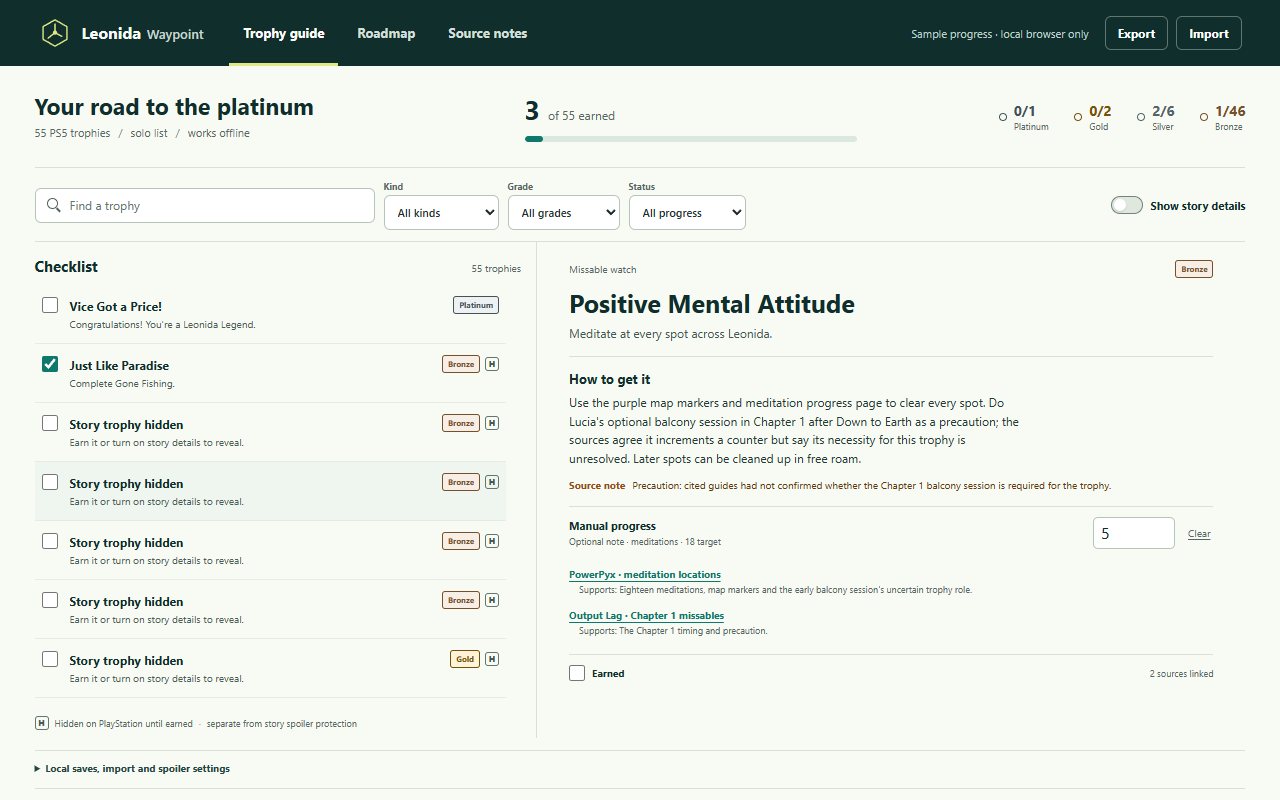 Leonida Waypoint
Trophy guide
Roadmap
Source notes
Sample progress · local browser only
Export
Import
Your road to the platinum
55 PS5 trophies / solo list / works offline
3 of 55 earned
0/1
Platinum
0/2
Gold
2/6
Silver
1/46
Bronze
Find a trophy
Kind
All kinds
Grade
All grades
Status
All progress
Show story details
Checklist
55 trophies
Vice Got a Price!
Platinum
Congratulations! You're a Leonida Legend.
Just Like Paradise
Bronze H
Complete Gone Fishing.
Story trophy hidden
Bronze H
Earn it or turn on story details to reveal.
Story trophy hidden
Bronze H
Earn it or turn on story details to reveal.
Story trophy hidden
Bronze H
Earn it or turn on story details to reveal.
Story trophy hidden
Bronze H
Earn it or turn on story details to reveal.
Story trophy hidden
Gold H
Earn it or turn on story details to reveal.
H Hidden on PlayStation until earned · separate from story spoiler protection
Missable watch
Bronze
Positive Mental Attitude
Meditate at every spot across Leonida.
How to get it
Use the purple map markers and meditation progress page to clear every spot. Do
Lucia's optional balcony session in Chapter 1 after Down to Earth as a precaution; the
sources agree it increments a counter but say its necessity for this trophy is
unresolved. Later spots can be cleaned up in free roam.
Source note Precaution: cited guides had not confirmed whether the Chapter 1 balcony session is required for the trophy.
Manual progress
Optional note · meditations · 18 target
5
Clear
PowerPyx · meditation locations
Supports: Eighteen meditations, map markers and the early balcony session's uncertain trophy role.
Output Lag · Chapter 1 missables
Supports: The Chapter 1 timing and precaution.
Earned
2 sources linked
Local saves, import and spoiler settings